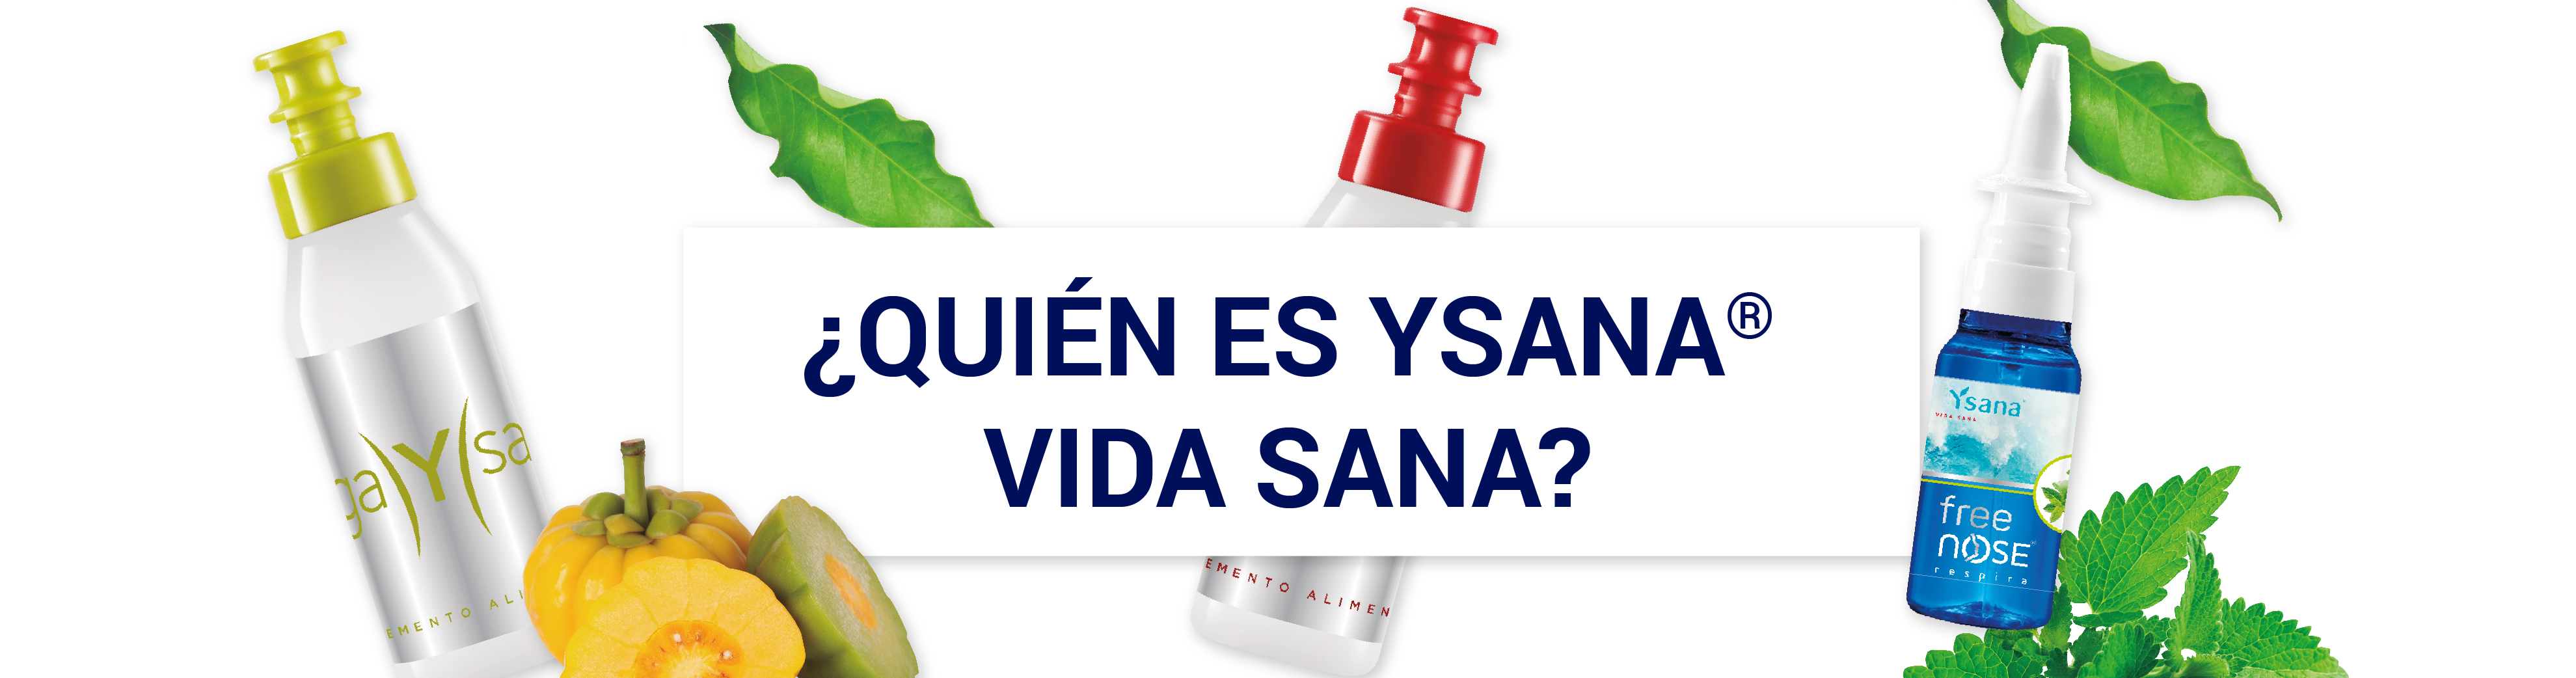 ¿QUIÉN ES YSANA®
VIDA SANA?
ga)Y(sa
EMENTO ALI
EMENTO ALIMEN
Ysana®
VIDA SANA
free
NOSE
respira